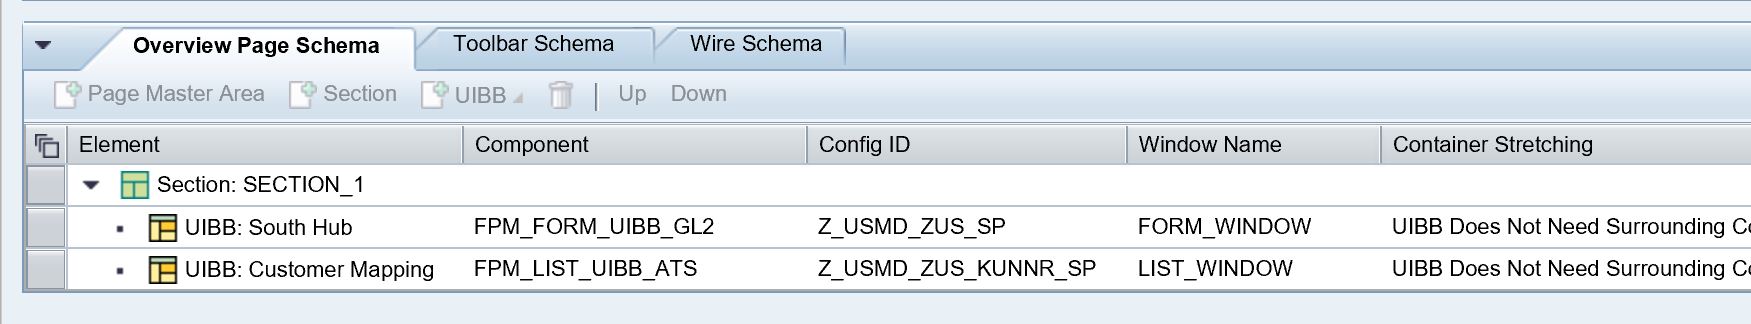 Overview Page Schema Toolbar Schema Wire Schema
Page Master Area Section UIBB Up Down
Element Component Config ID Window Name Container Stretching
Section: SECTION_1
UIBB: South Hub FPM_FORM_UIBB_GL2 Z_USMD_ZUS_SP FORM_WINDOW UIBB Does Not Need Surrounding
UIBB: Customer Mapping FPM_LIST_UIBB_ATS Z_USMD_ZUS_KUNNR_SP LIST_WINDOW UIBB Does Not Need Surrounding